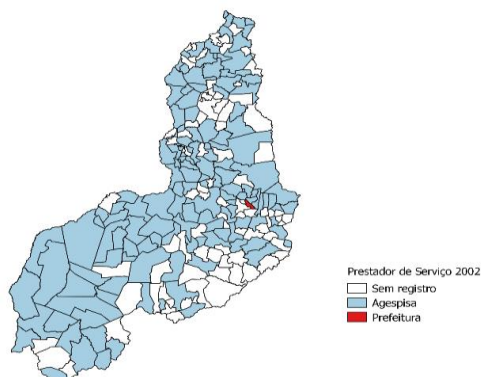 Prestador de Serviço 2002
Sem registro
Agespisa
Prefeitura